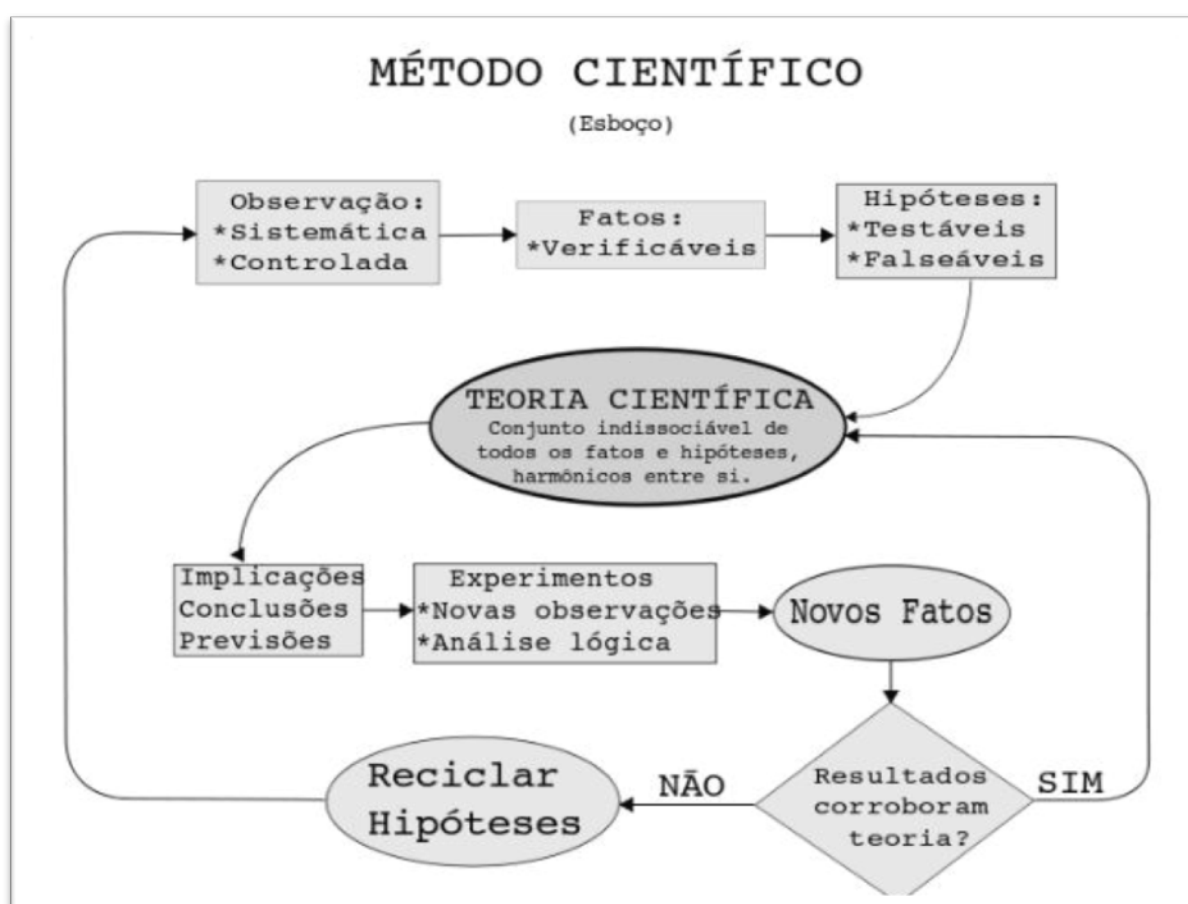 MÉTODO CIENTÍFICO
(Esboço)
Observação:
*Sistemática
*Controlada
Fatos:
*Verificáveis
Hipóteses:
*Testáveis
*Falseáveis
TEORIA CIENTÍFICA
Conjunto indissociável de
todos os fatos e hipóteses,
harmônicos entre si.
Implicações
Conclusões
Previsões
Experimentos
*Novas observações
*Análise lógica
Novos Fatos
Resultados
corroboram
teoria?
SIM
NÃO
Reciclar
Hipóteses